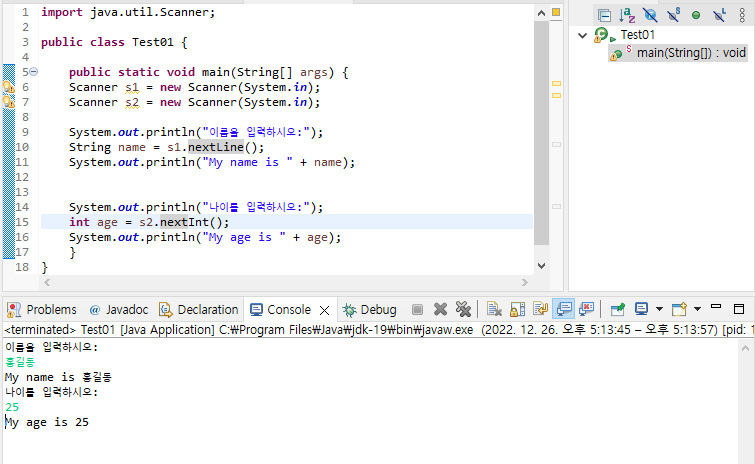 1 import java.util.Scanner;
2
3 public class Test01 {
4
5 public static void main(String[] args) {
6 Scanner s1 = new Scanner(System.in);
7 Scanner s2 = new Scanner(System.in);
8
9 System.out.println("이름을 입력하시오:");
10 String name = s1.nextLine();
11 System.out.println("My name is " + name);
12
13
14 System.out.println("나이를 입력하시오:");
15 int age = s2.nextInt();
16 System.out.println("My age is " + age);
17 }
18 }
Test01
main(String[]) : void
Problems @ Javadoc Declaration Console Debug
<terminated> Test01 [Java Application] C:₩Program Files₩Java₩jdk-19₩bin₩javaw.exe (2022. 12. 26. 오후 5:13:45 – 오후 5:13:57) [pid: 1
이름을 입력하시오:
홍길동
My name is 홍길동
나이를 입력하시오:
25
My age is 25